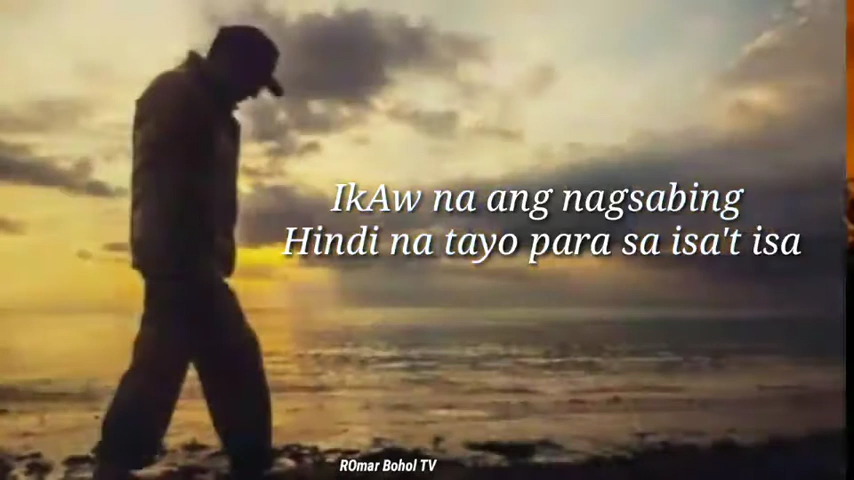 IkAw na ang nagsabing
Hindi na tayo para sa isa't isa
ROmar Bohol TV